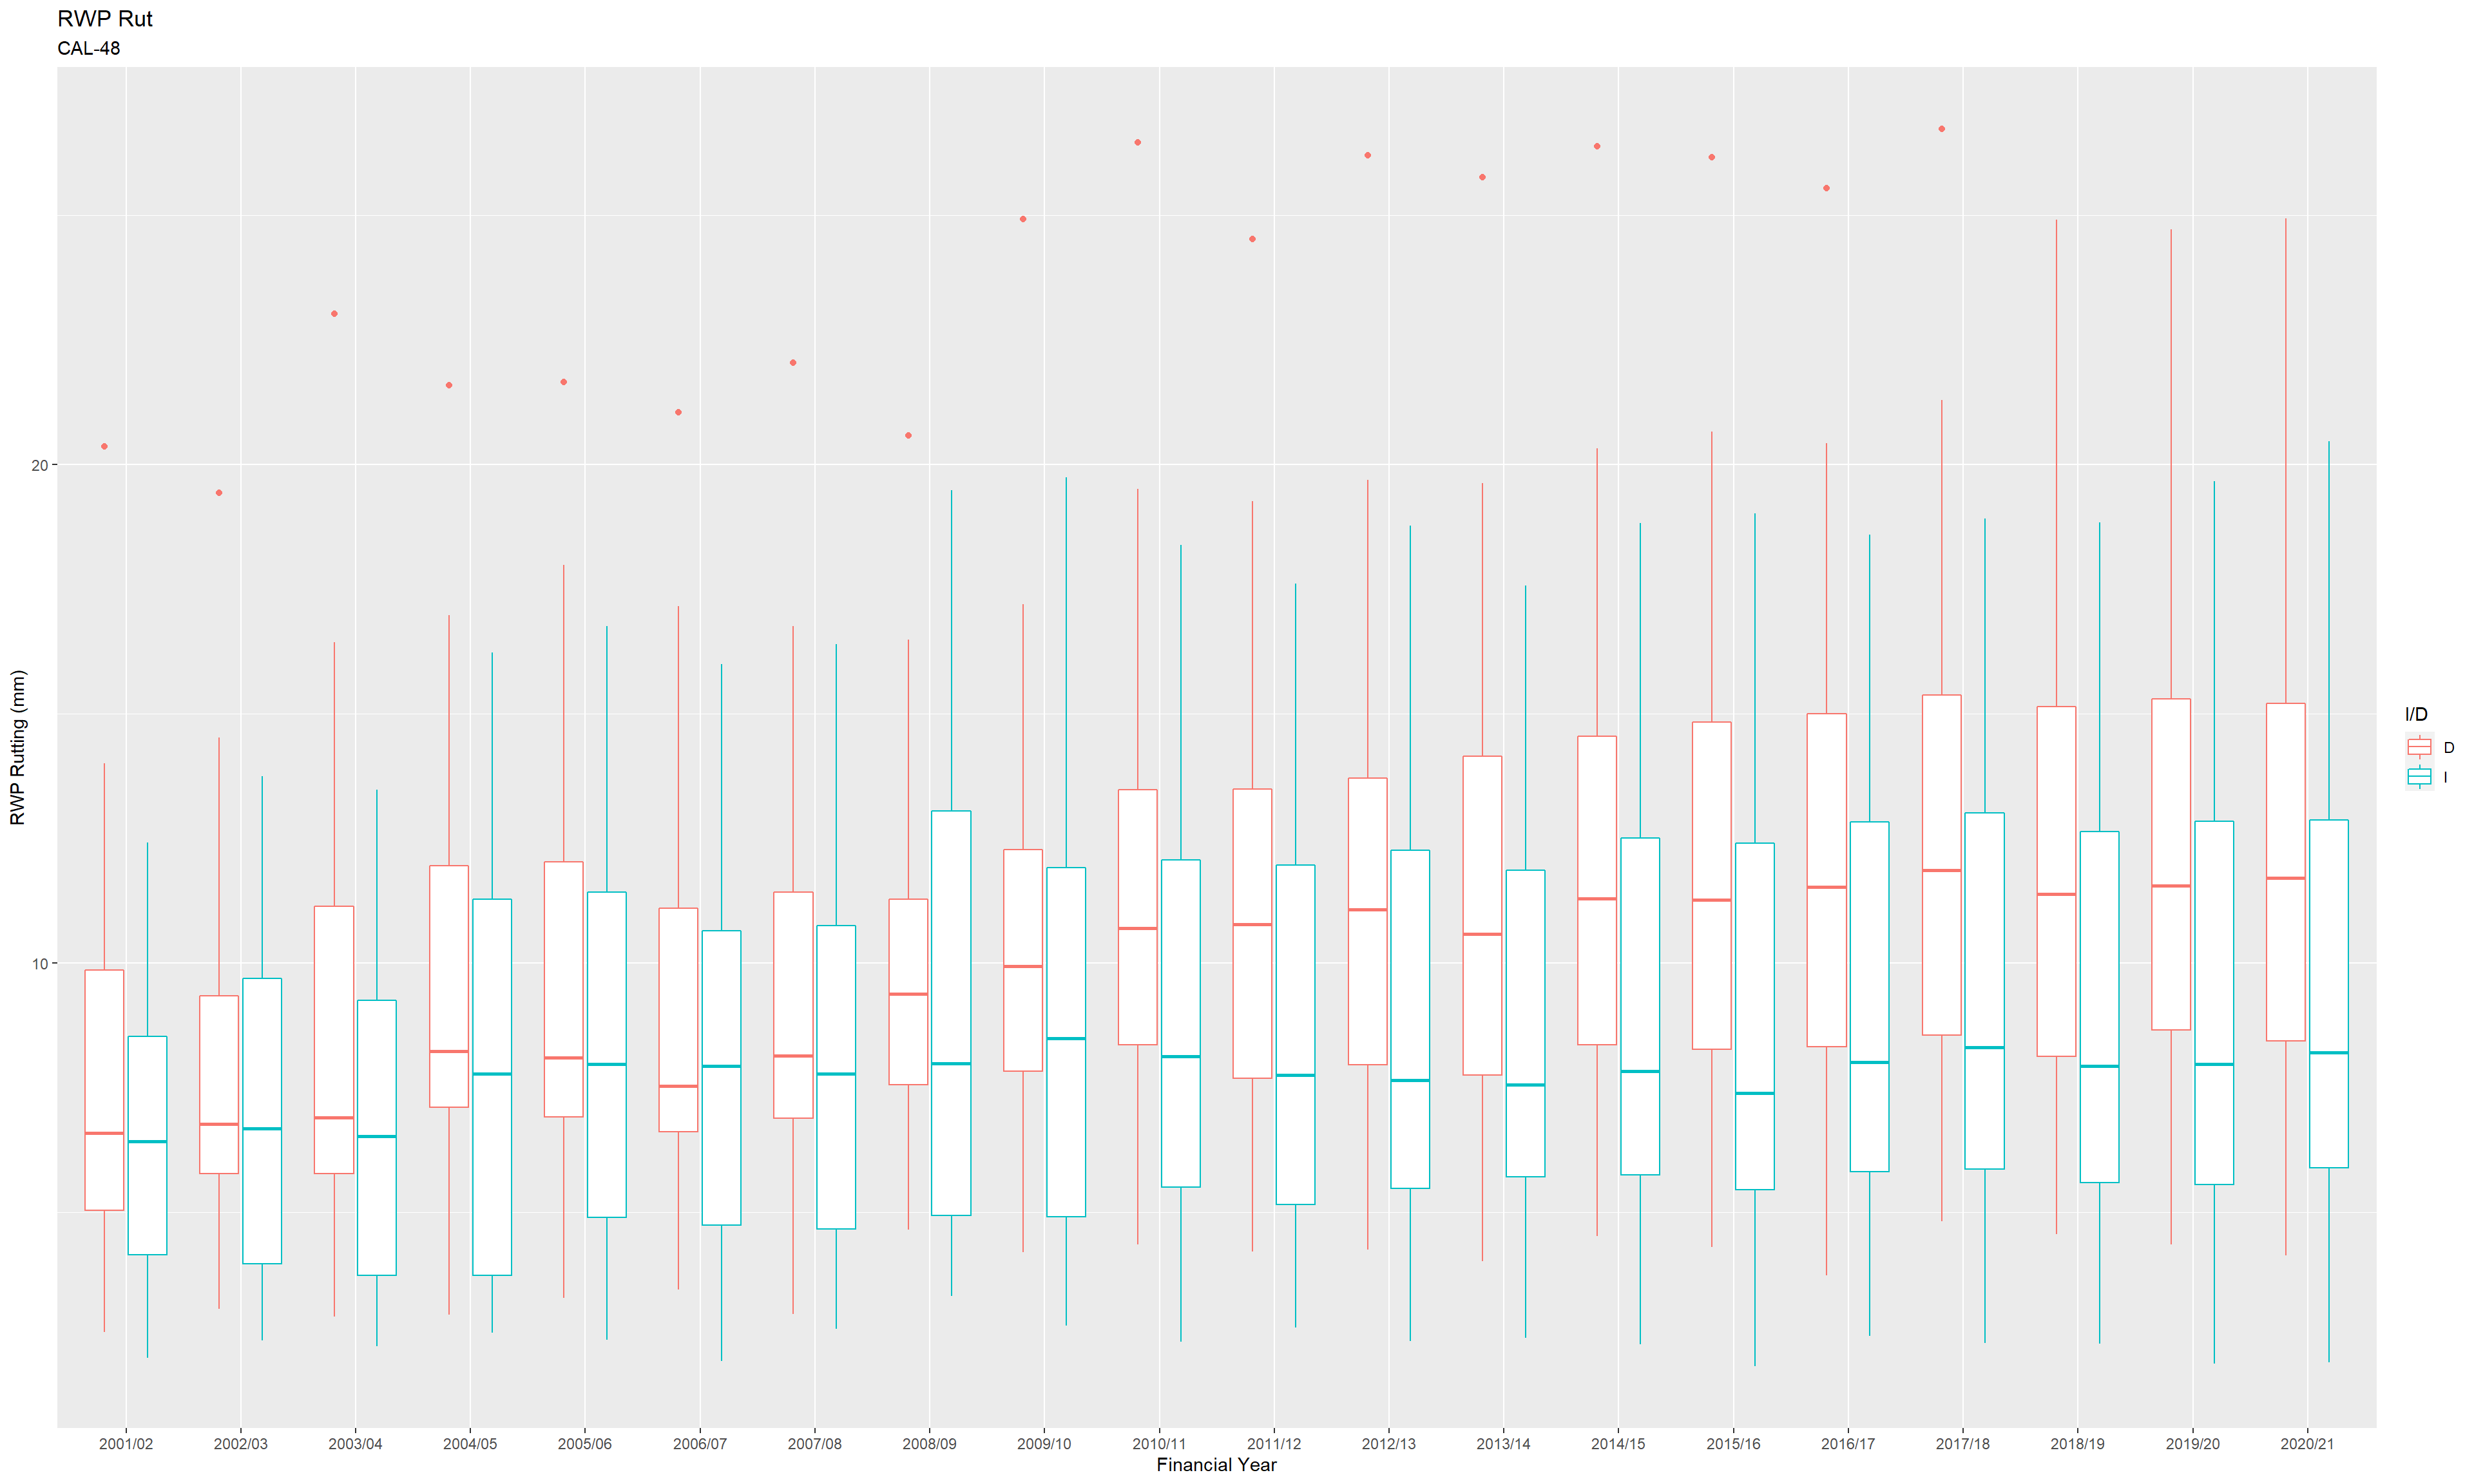 RWP Rut
CAL-48
RWP Rutting (mm)
20
10
2001/02 2002/03 2003/04 2004/05 2005/06 2006/07 2007/08 2008/09 2009/10 2010/11 2011/12 2012/13 2013/14 2014/15 2015/16 2016/17 2017/18 2018/19 2019/20 2020/21
Financial Year
I/D
D
I